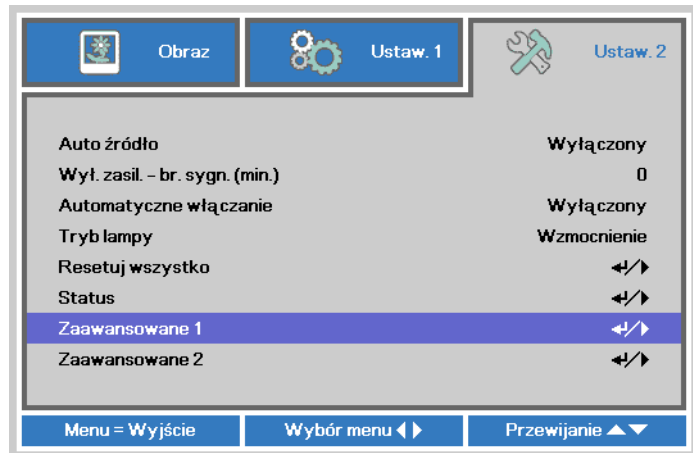 Obraz
Ustaw. 1
Ustaw. 2
Auto źródło Wyłączony
Wył. zasil. – br. sygn. (min.) 0
Automatyczne włączanie Wyłączony
Tryb lampy Wzmocnienie
Resetuj wszystko
Status
Zaawansowane 1
Zaawansowane 2
Menu = Wyjście
Wybór menu
Przewijanie